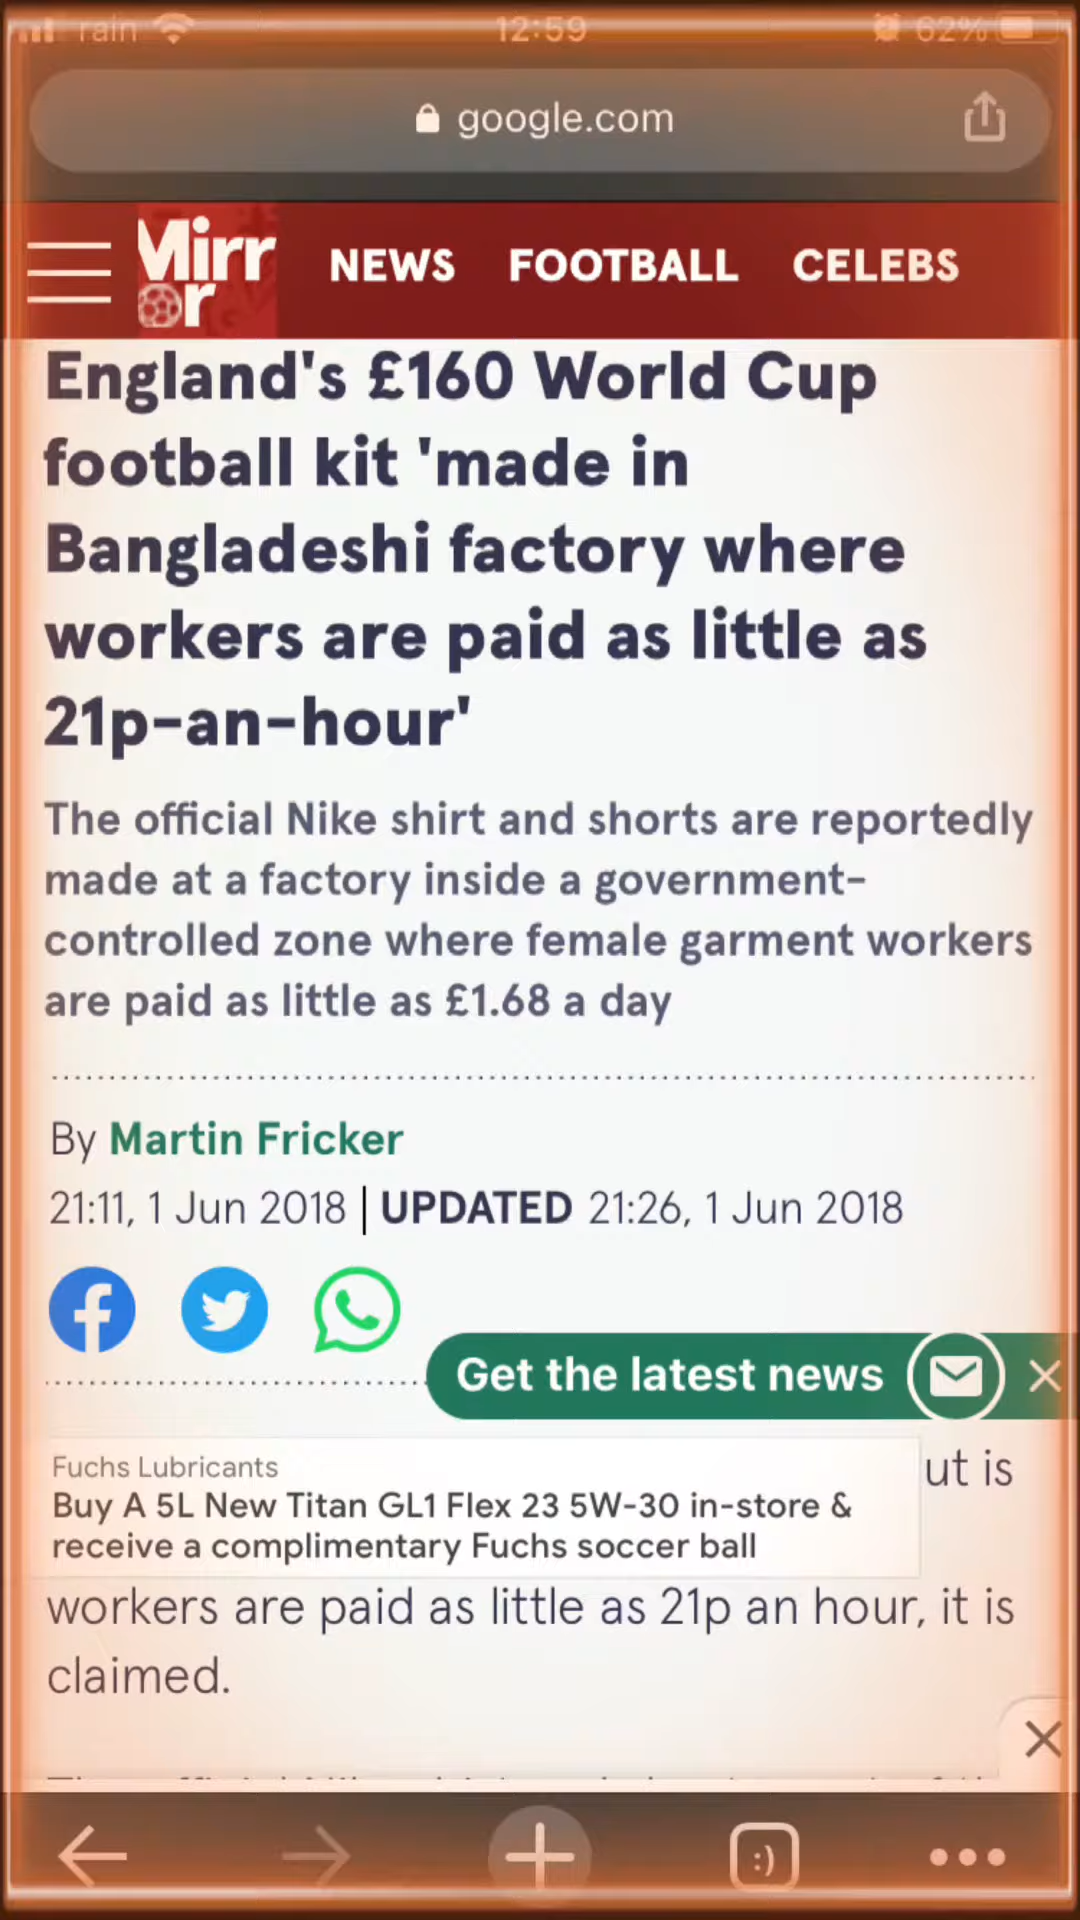 rain 12:59 62%
google.com
Mirror NEWS FOOTBALL CELEBS
England's £160 World Cup
football kit 'made in
Bangladeshi factory where
workers are paid as little as
21p-an-hour'
The official Nike shirt and shorts are reportedly
made at a factory inside a government-
controlled zone where female garment workers
are paid as little as £1.68 a day
By Martin Fricker
21:11, 1 Jun 2018 | UPDATED 21:26, 1 Jun 2018
Get the latest news
ut is
Fuchs Lubricants
Buy A 5L New Titan GL1 Flex 23 5W-30 in-store &
receive a complimentary Fuchs soccer ball
workers are paid as little as 21p an hour, it is
claimed.
:)